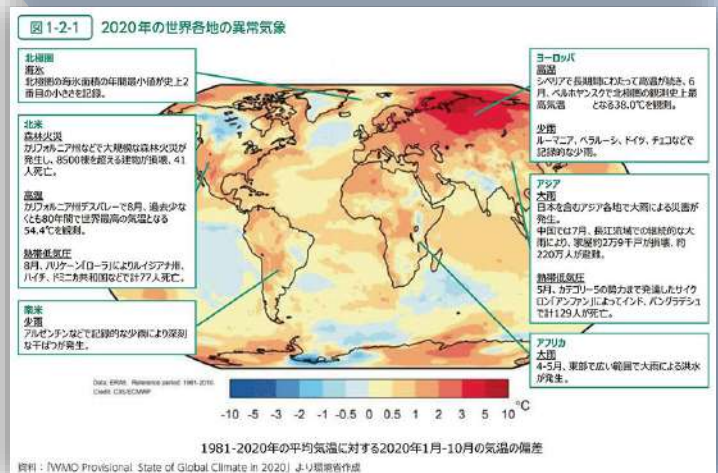 図1-2-1 2020年の世界各地の異常気象
北極圏
海氷
北極圏の海氷面積の年間最小値が史上2
番目の小ささを記録。
北米
森林火災
カリフォルニア州などで大規模な森林火災が
発生し、8500棟を超える建物が損壊、41
人死亡。
高温
カリフォルニア州デスバレーで8月、過去少な
くとも80年間で世界最高の気温となる
54.4℃を観測。
熱帯低気圧
8月、ハリケーン「ローラ」によりルイジアナ州、
ハイチ、ドミニカ共和国などで計77人死亡。
南米
少雨
アルゼンチンなどで記録的な少雨により深刻
な干ばつが発生。
ヨーロッパ
高温
シベリアで長期間にわたって高温が続き、6
月、ベルホヤンスクで北極圏の観測史上最
高気温 となる38.0℃を観測。
少雨
ルーマニア、ベラルーシ、ドイツ、チェコなどで
記録的な少雨。
アジア
大雨
日本を含むアジア各地で大雨による災害が
発生。
中国では7月、長江流域での継続的な大
雨により、家屋約2万9千戸が損壊、約
220万人が避難。
熱帯低気圧
5月、カテゴリー5の勢力まで発達したサイク
ロン「アンファン」によってインド、バングラデシュ
で計129人が死亡。
アフリカ
大雨
4-5月、東部で広い範囲で大雨による洪水
が発生。
Data: ERA5. Reference period: 1981-2010
Credit: C3S/ECMWF
-10 -5 -3 -2 -1 -0.5 0 0.5 1 2 3 5 10 °C
1981-2020年の平均気温に対する2020年1月-10月の気温の偏差
資料：「WMO Provisional State of Global Climate in 2020」より環境省作成